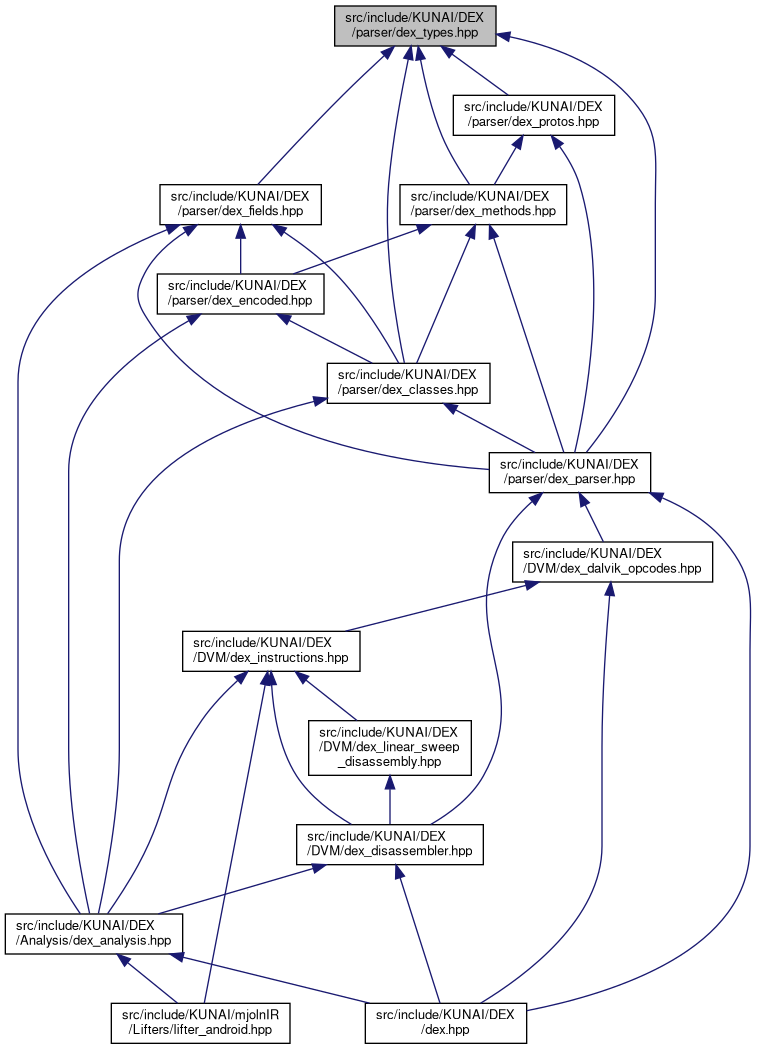 src/include/KUNAI/DEX
/parser/dex_types.hpp
src/include/KUNAI/DEX
/parser/dex_protos.hpp
src/include/KUNAI/DEX
/parser/dex_fields.hpp
src/include/KUNAI/DEX
/parser/dex_methods.hpp
src/include/KUNAI/DEX
/parser/dex_encoded.hpp
src/include/KUNAI/DEX
/parser/dex_classes.hpp
src/include/KUNAI/DEX
/parser/dex_parser.hpp
src/include/KUNAI/DEX
/DVM/dex_dalvik_opcodes.hpp
src/include/KUNAI/DEX
/DVM/dex_instructions.hpp
src/include/KUNAI/DEX
/DVM/dex_linear_sweep
_disassembly.hpp
src/include/KUNAI/DEX
/DVM/dex_disassembler.hpp
src/include/KUNAI/DEX
/Analysis/dex_analysis.hpp
src/include/KUNAI/mjolnIR
/Lifters/lifter_android.hpp
src/include/KUNAI/DEX
/dex.hpp